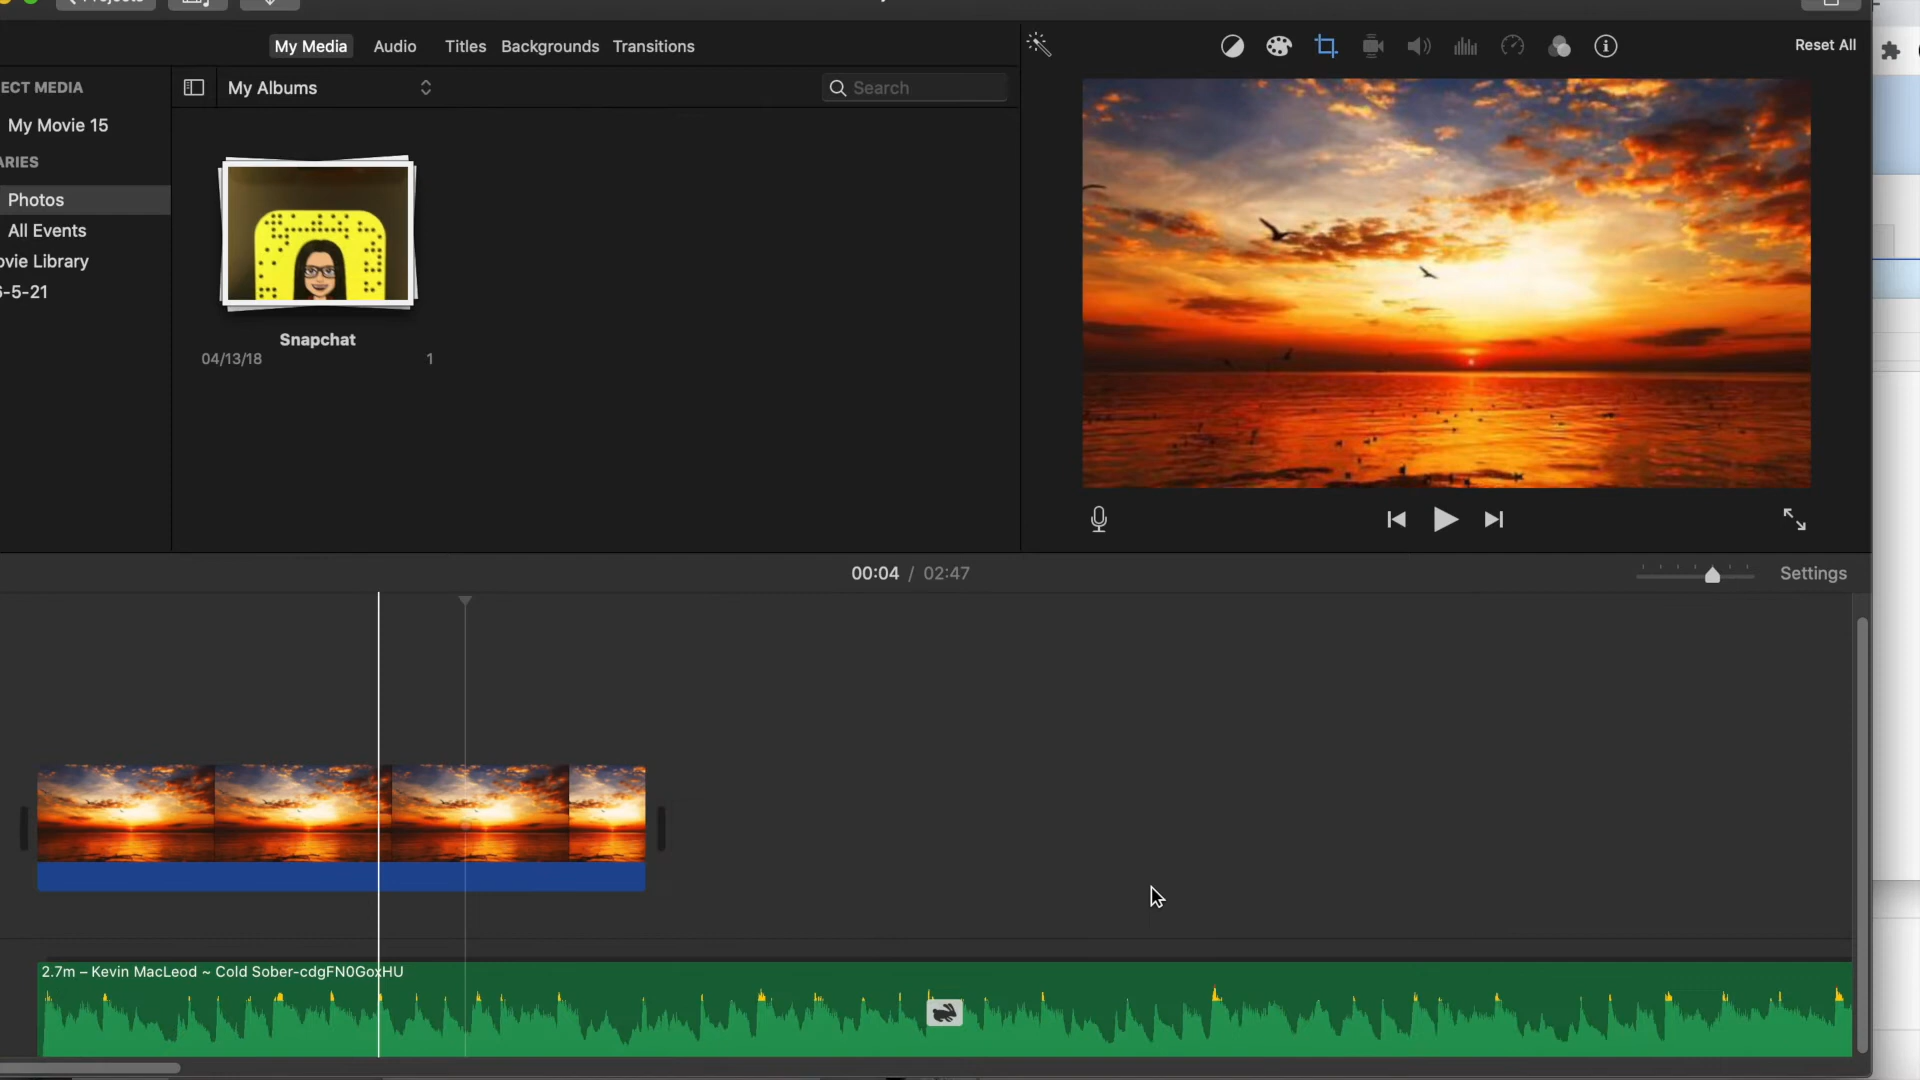 My Media Audio Titles Backgrounds Transitions
Reset All
ECT MEDIA
My Albums
Search
My Movie 15
ARIES
Photos
All Events
ovie Library
6-5-21
Snapchat
04/13/18 1
00:04 / 02:47
Settings
2.7m – Kevin MacLeod ~ Cold Sober-cdgFN0GoxHU